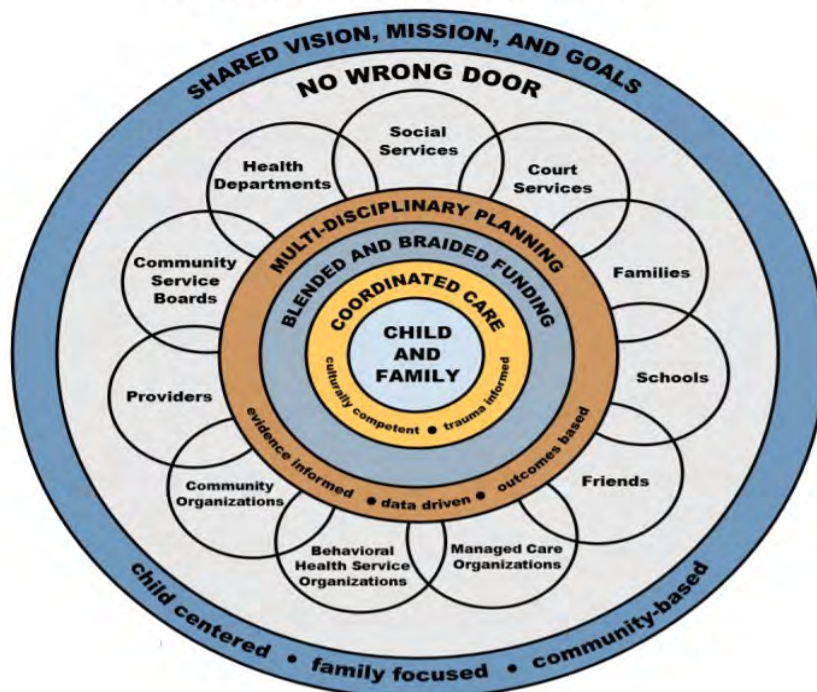 SHARED VISION, MISSION, AND GOALS
NO WRONG DOOR
Social
Services
Court
Services
Families
Schools
Friends
Managed Care
Organizations
Behavioral
Health Service
Organizations
Community
Organizations
Providers
Community
Service
Boards
Health
Departments
MULTI-DISCIPLINARY PLANNING
BLENDED AND BRAIDED FUNDING
COORDINATED CARE
CHILD
AND
FAMILY
culturally competent ● trauma informed
evidence informed ● data driven ● outcomes based
child centered • family focused • community-based